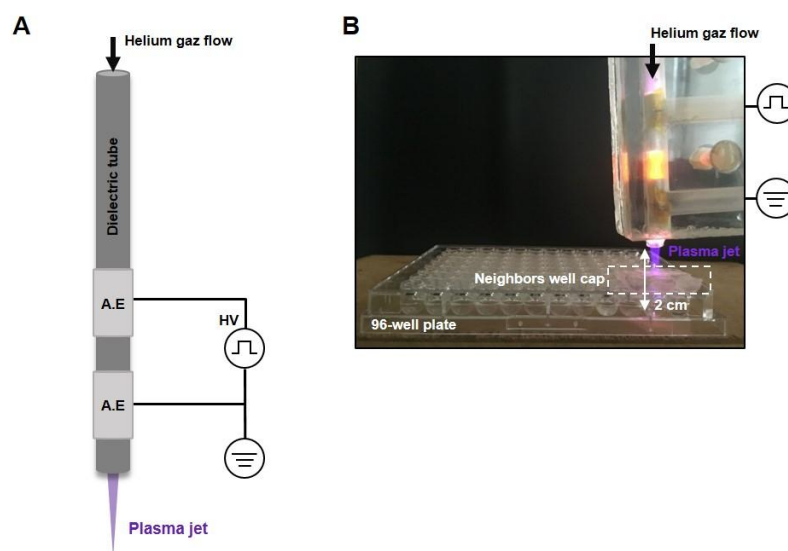 A
Helium gaz flow
Dielectric tube
A.E
HV
A.E
Plasma jet
B
Helium gaz flow
Plasma jet
Neighbors well cap
2 cm
96-well plate